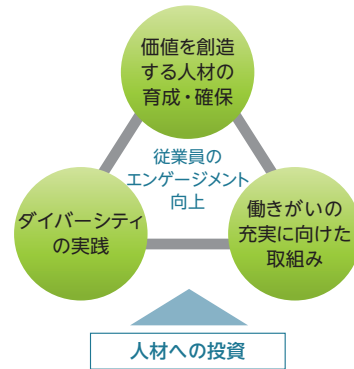 価値を創造
する人材の
育成・確保
従業員の
エンゲージメント
向上
ダイバーシティ
の実践
働きがいの
充実に向けた
取組み
人材への投資